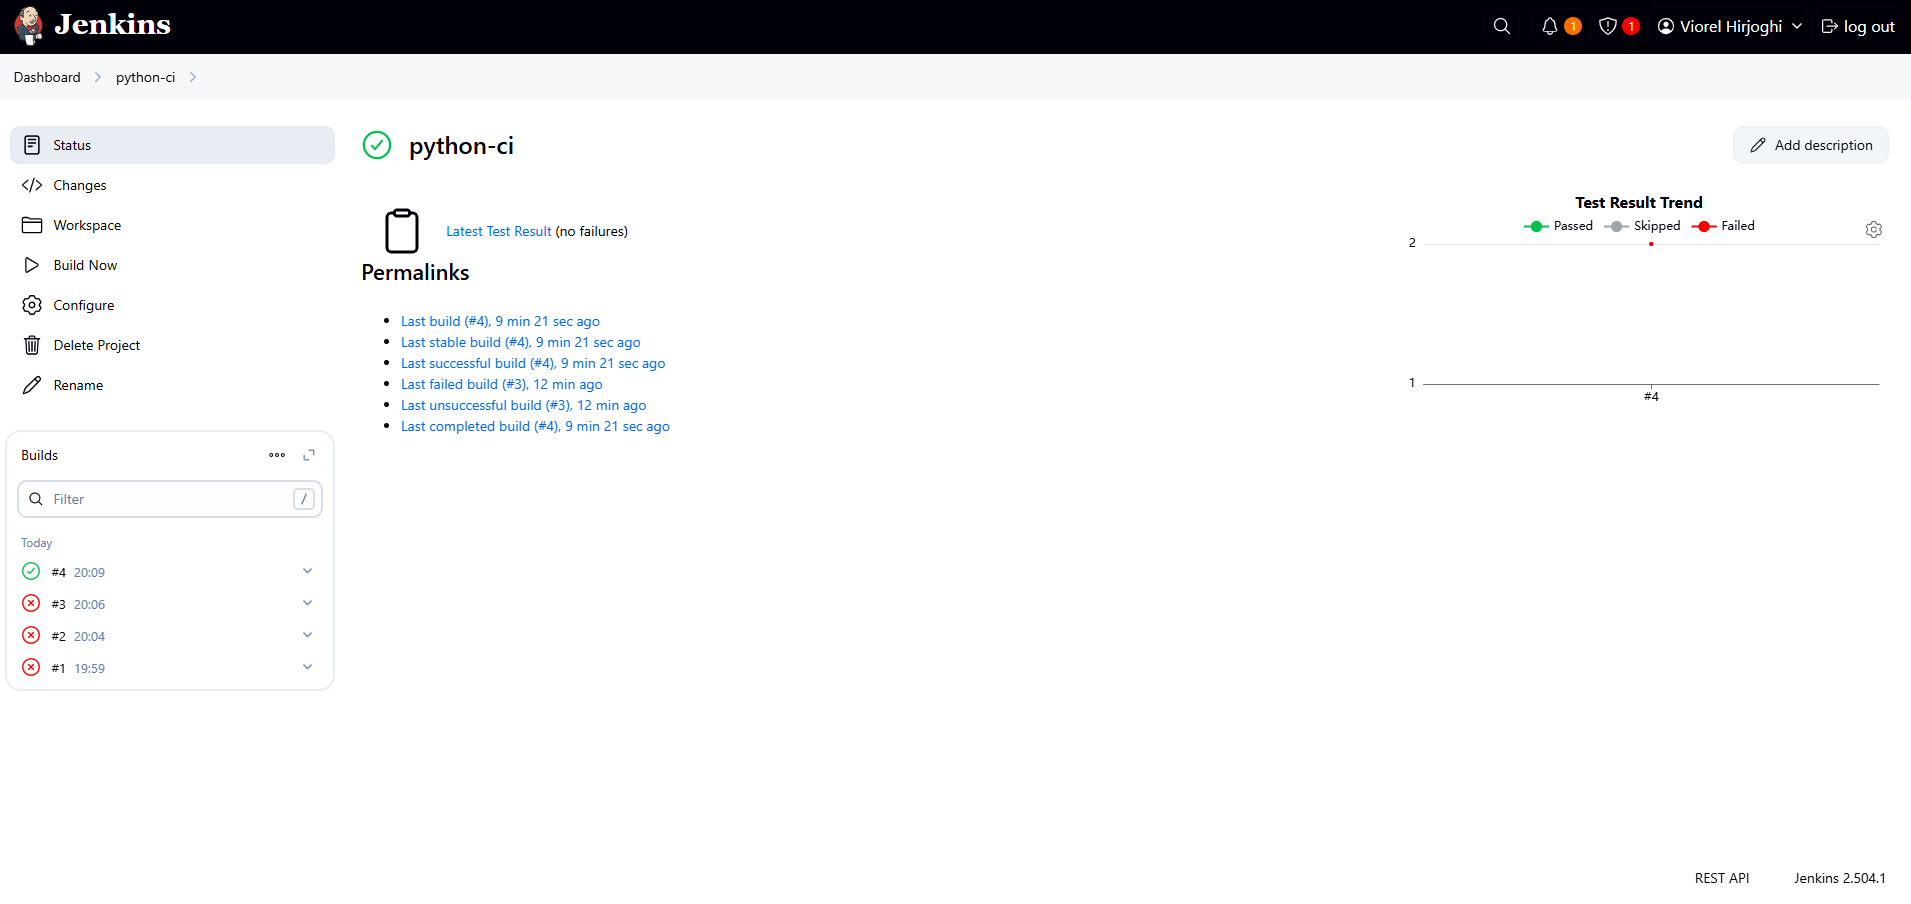 Jenkins
1
1
Viorel Hirjoghi
log out
Dashboard
python-ci
Status
Changes
Workspace
Build Now
Configure
Delete Project
Rename
Builds
Filter
/
Today
#4 20:09
#3 20:06
#2 20:04
#1 19:59
python-ci
Add description
Latest Test Result (no failures)
Permalinks
Last build (#4), 9 min 21 sec ago
Last stable build (#4), 9 min 21 sec ago
Last successful build (#4), 9 min 21 sec ago
Last failed build (#3), 12 min ago
Last unsuccessful build (#3), 12 min ago
Last completed build (#4), 9 min 21 sec ago
Test Result Trend
Passed Skipped Failed
2
1
#4
REST API
Jenkins 2.504.1